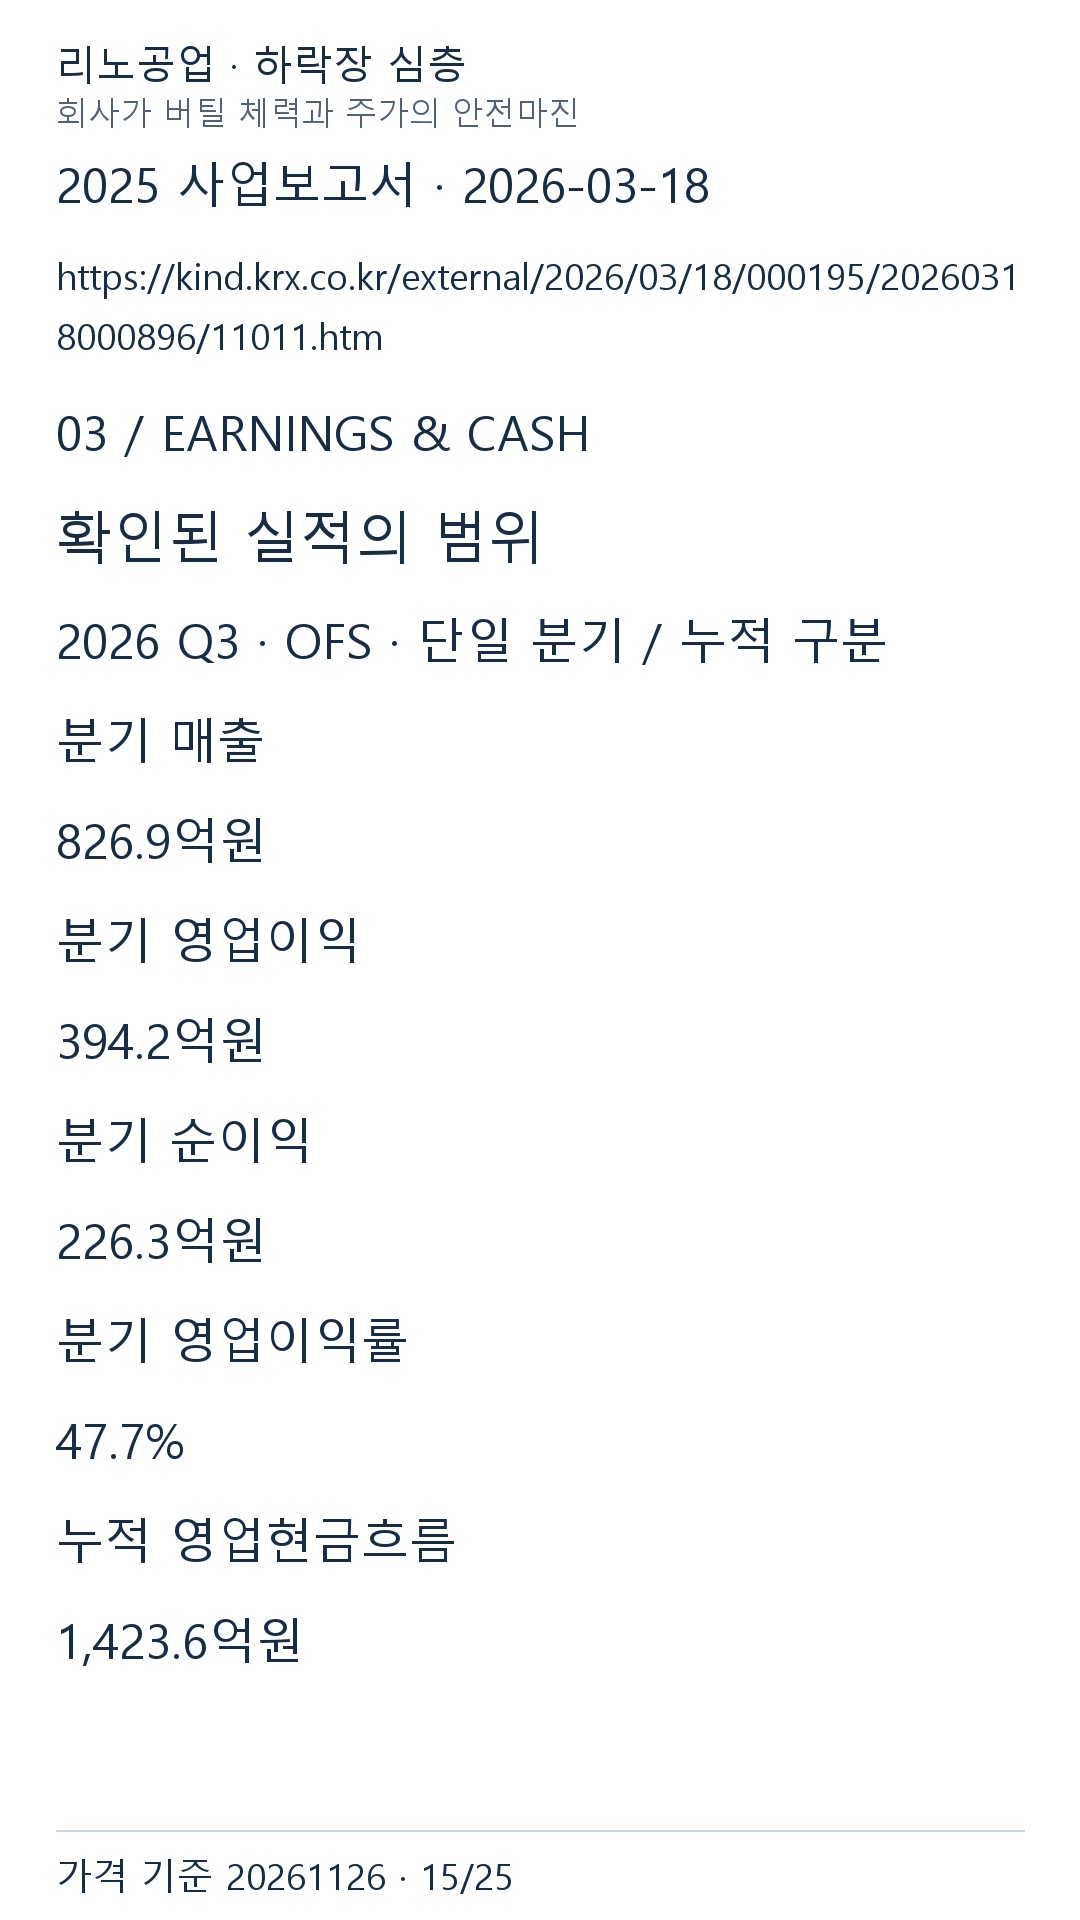 리노공업 · 하락장 심층
회사가 버틸 체력과 주가의 안전마진
2025 사업보고서 · 2026-03-18
https://kind.krx.co.kr/external/2026/03/18/000195/2026031
8000896/11011.htm
03 / EARNINGS & CASH
확인된 실적의 범위
2026 Q3 · OFS · 단일 분기 / 누적 구분
분기 매출
826.9억원
분기 영업이익
394.2억원
분기 순이익
226.3억원
분기 영업이익률
47.7%
누적 영업현금흐름
1,423.6억원
가격 기준 20261126 · 15/25